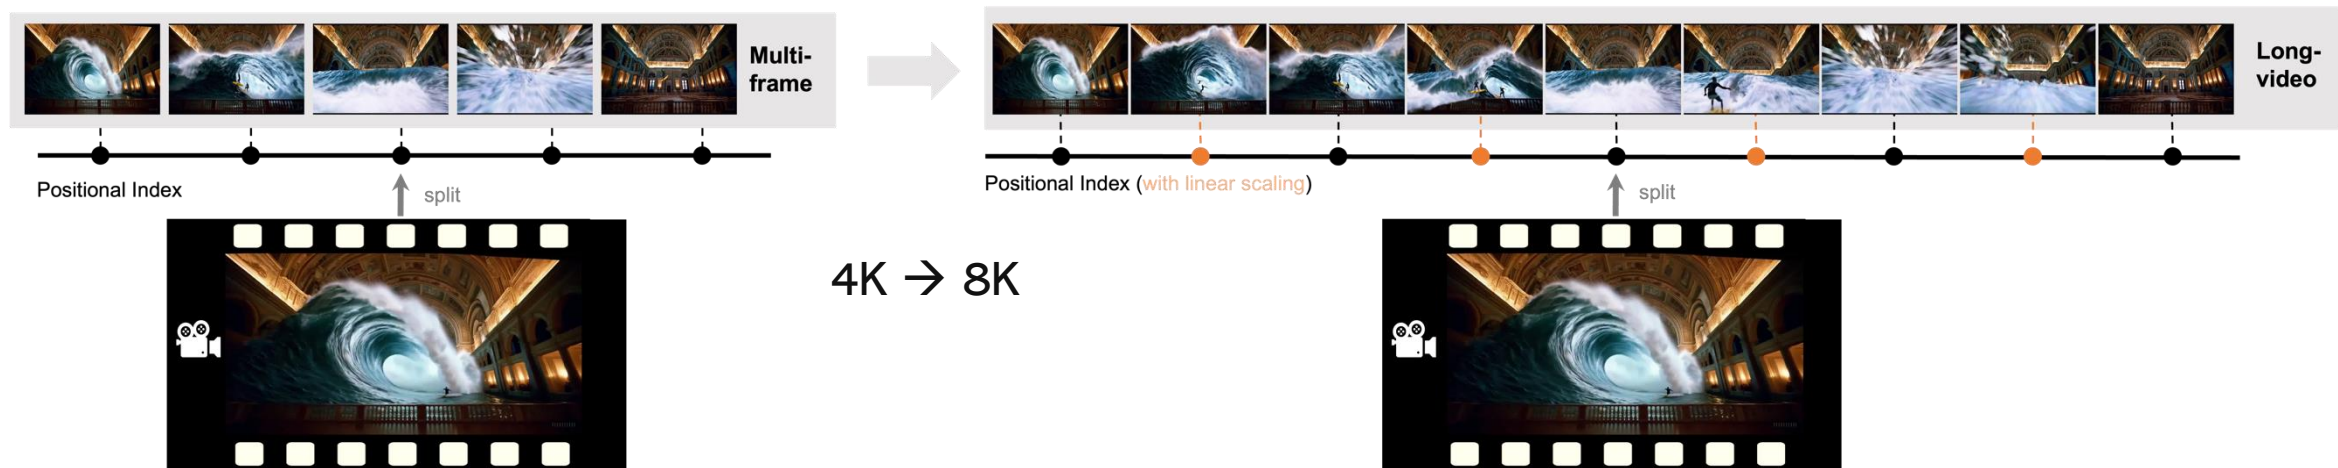 Multi-
frame
Positional Index
split
4K → 8K
Long-
video
Positional Index (with linear scaling)
split